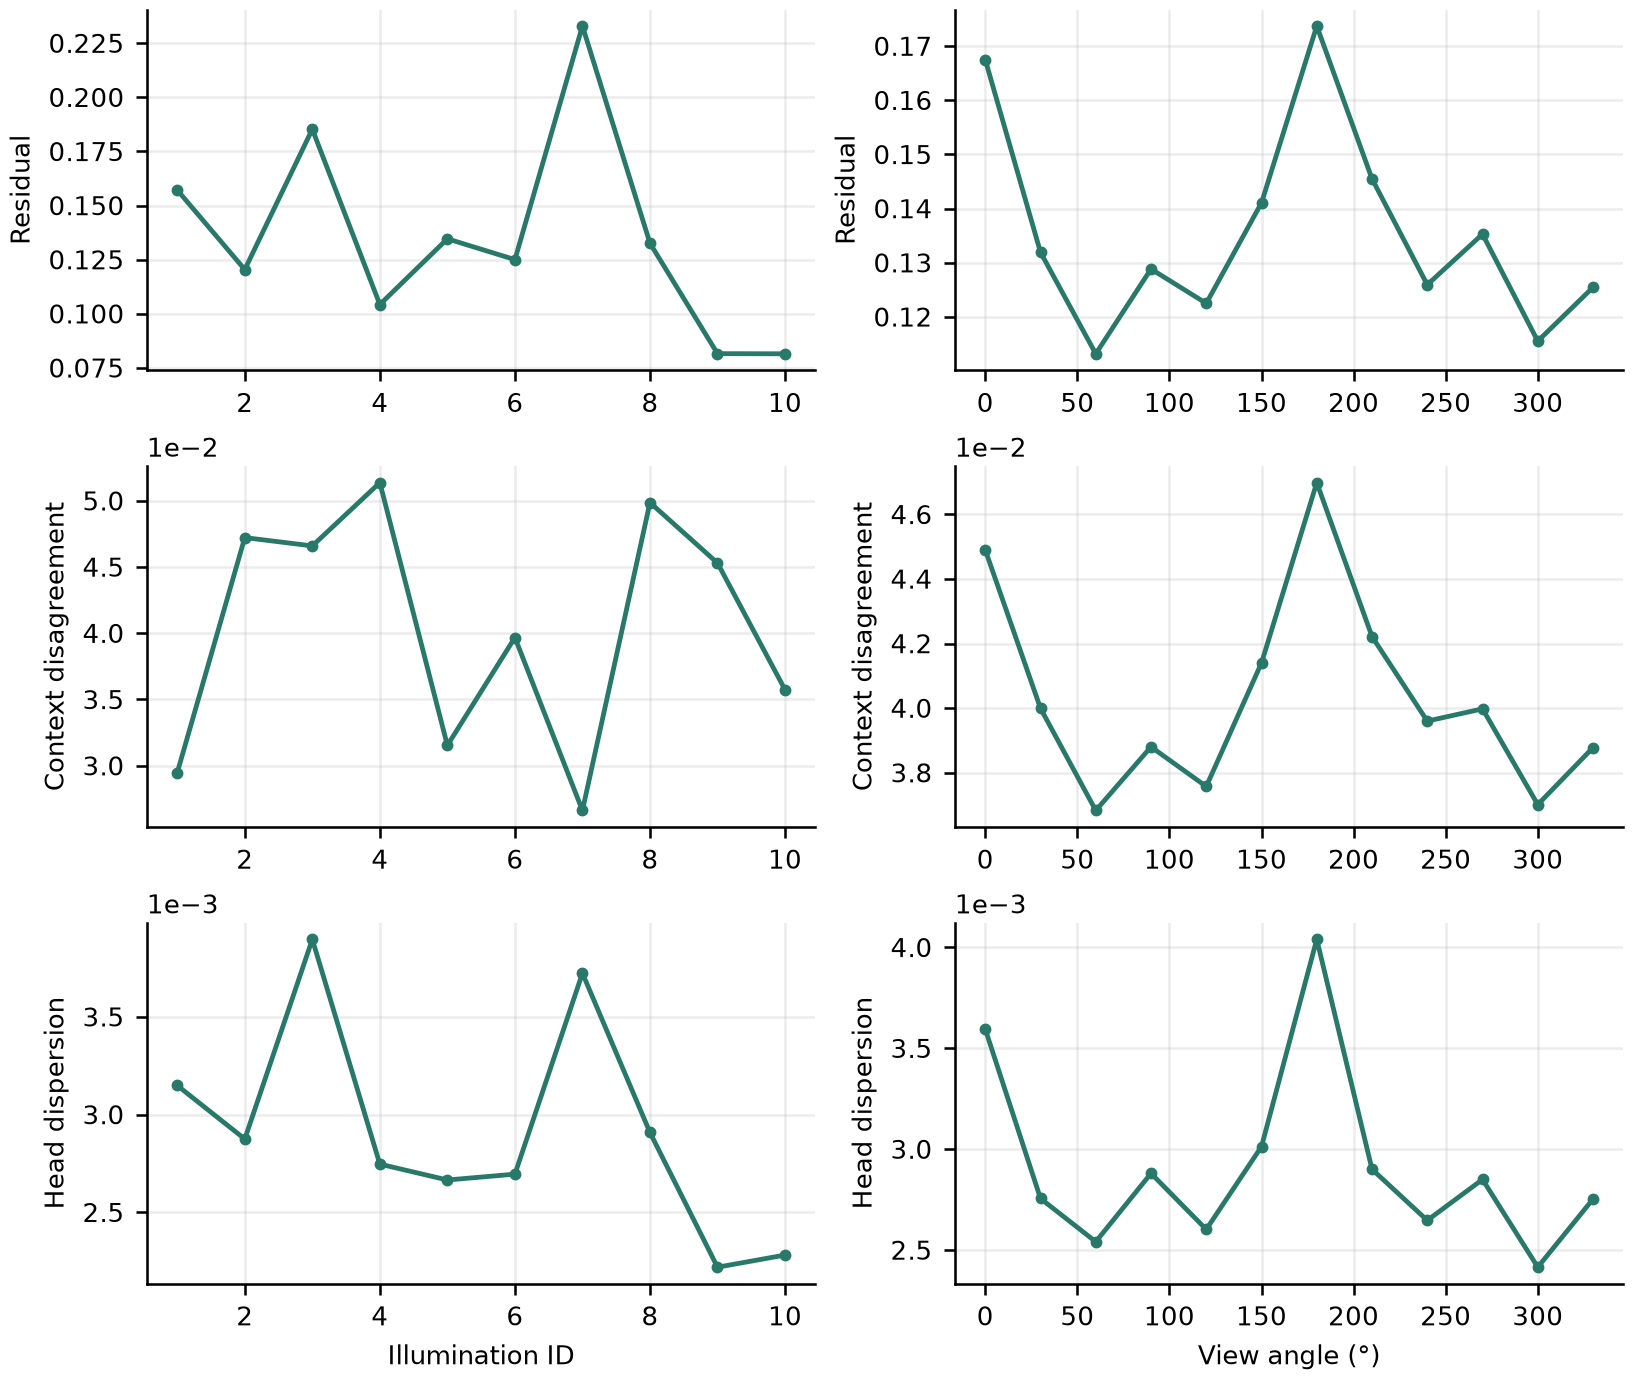 Residual
0.225
0.200
0.175
0.150
0.125
0.100
0.075
2 4 6 8 10
Residual
0.17
0.16
0.15
0.14
0.13
0.12
0 50 100 150 200 250 300
1e−2
Context disagreement
5.0
4.5
4.0
3.5
3.0
2 4 6 8 10
1e−2
Context disagreement
4.6
4.4
4.2
4.0
3.8
0 50 100 150 200 250 300
1e−3
Head dispersion
3.5
3.0
2.5
2 4 6 8 10
Illumination ID
1e−3
Head dispersion
4.0
3.5
3.0
2.5
0 50 100 150 200 250 300
View angle (°)